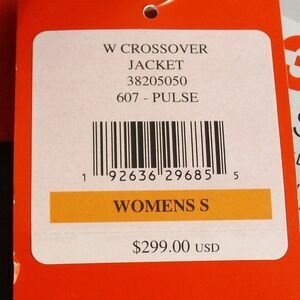 W CROSSOVER
JACKET
38205050
607 - PULSE
1 92636 29685 5
WOMENS S
$299.00 USD